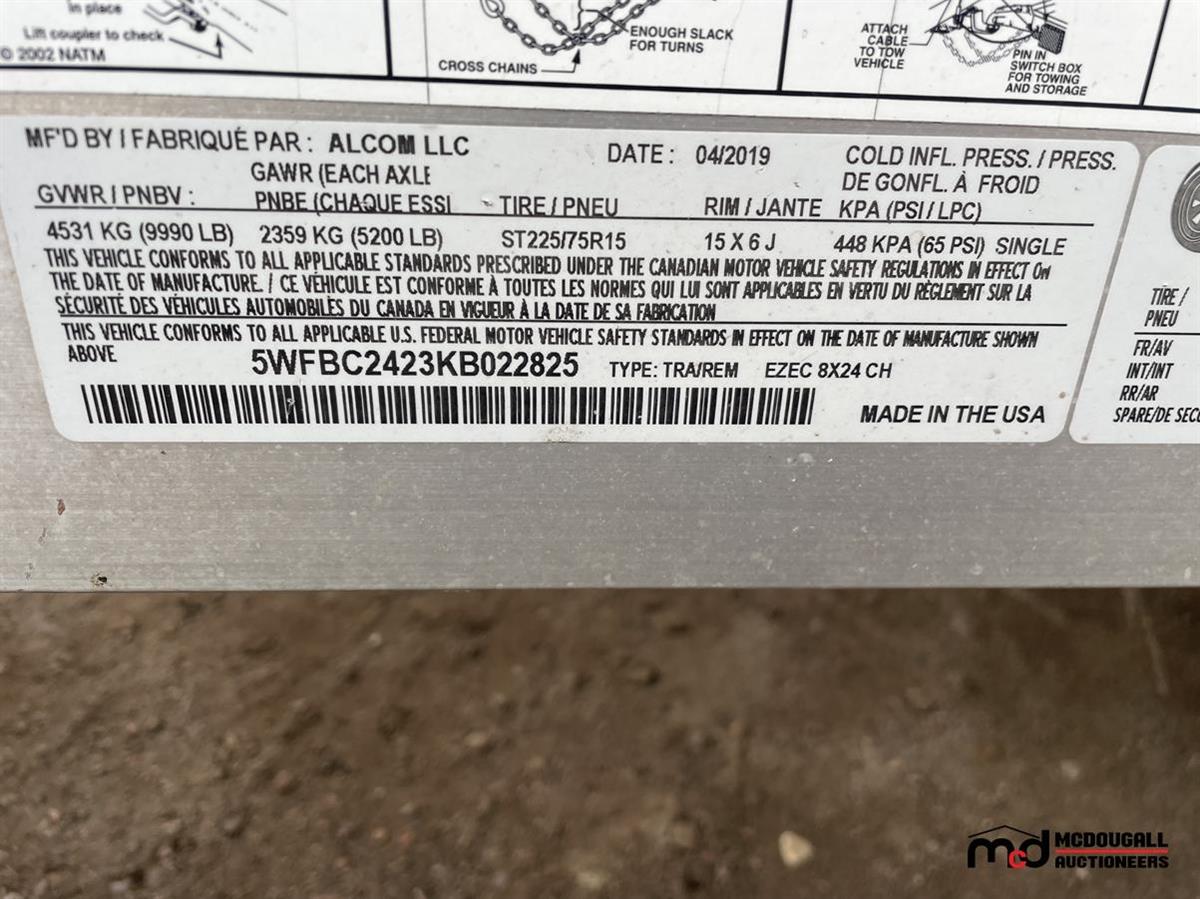 in place
Lift coupler to check
© 2002 NATM
ENOUGH SLACK
FOR TURNS
CROSS CHAINS
ATTACH
CABLE
TO TOW
VEHICLE
PIN IN
SWITCH BOX
FOR TOWING
AND STORAGE
MF'D BY / FABRIQUÉ PAR : ALCOM LLC DATE : 04/2019 COLD INFL. PRESS. / PRESS.
GAWR (EACH AXLE DE GONFL. À FROID
GVWR / PNBV : PNBE (CHAQUE ESSI TIRE / PNEU RIM / JANTE KPA (PSI / LPC)
4531 KG (9990 LB) 2359 KG (5200 LB) ST225/75R15 15 X 6 J 448 KPA (65 PSI) SINGLE
THIS VEHICLE CONFORMS TO ALL APPLICABLE STANDARDS PRESCRIBED UNDER THE CANADIAN MOTOR VEHICLE SAFETY REGULATIONS IN EFFECT ON
THE DATE OF MANUFACTURE. / CE VÉHICULE EST CONFORME À TOUTES LES NORMES QUI LUI SONT APPLICABLES EN VERTU DU RÈGLEMENT SUR LA
SÉCURITÉ DES VÉHICULES AUTOMOBILES DU CANADA EN VIGUEUR À LA DATE DE SA FABRICATION
THIS VEHICLE CONFORMS TO ALL APPLICABLE U.S. FEDERAL MOTOR VEHICLE SAFETY STANDARDS IN EFFECT ON THE DATE OF MANUFACTURE SHOWN
ABOVE 5WFBC2423KB022825 TYPE: TRA/REM EZEC 8X24 CH
MADE IN THE USA
TIRE /
PNEU
FR/AV
INT/INT
RR/AR
SPARE/DE SECO
mcd MCDOUGALL
AUCTIONEERS